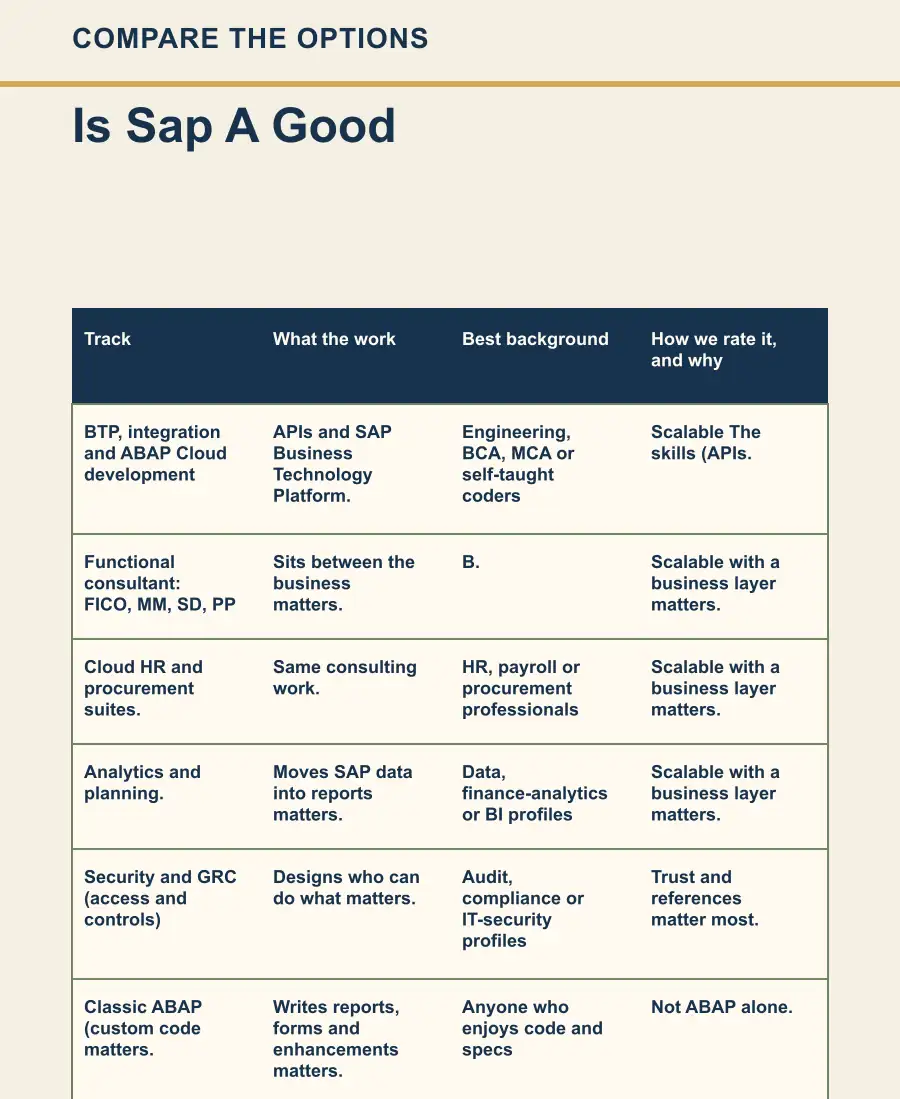 COMPARE THE OPTIONS
Is Sap A Good
Track
What the work
Best background
How we rate it,
and why
BTP, integration
and ABAP Cloud
development
APIs and SAP
Business
Technology
Platform.
Engineering,
BCA, MCA or
self-taught
coders
Scalable The
skills (APIs.
Functional
consultant:
FICO, MM, SD, PP
Sits between the
business
matters.
B.
Scalable with a
business layer
matters.
Cloud HR and
procurement
suites.
Same consulting
work.
HR, payroll or
procurement
professionals
Scalable with a
business layer
matters.
Analytics and
planning.
Moves SAP data
into reports
matters.
Data,
finance-analytics
or BI profiles
Scalable with a
business layer
matters.
Security and GRC
(access and
controls)
Designs who can
do what matters.
Audit,
compliance or
IT-security
profiles
Trust and
references
matter most.
Classic ABAP
(custom code
matters.
Writes reports,
forms and
enhancements
matters.
Anyone who
enjoys code and
specs
Not ABAP alone.